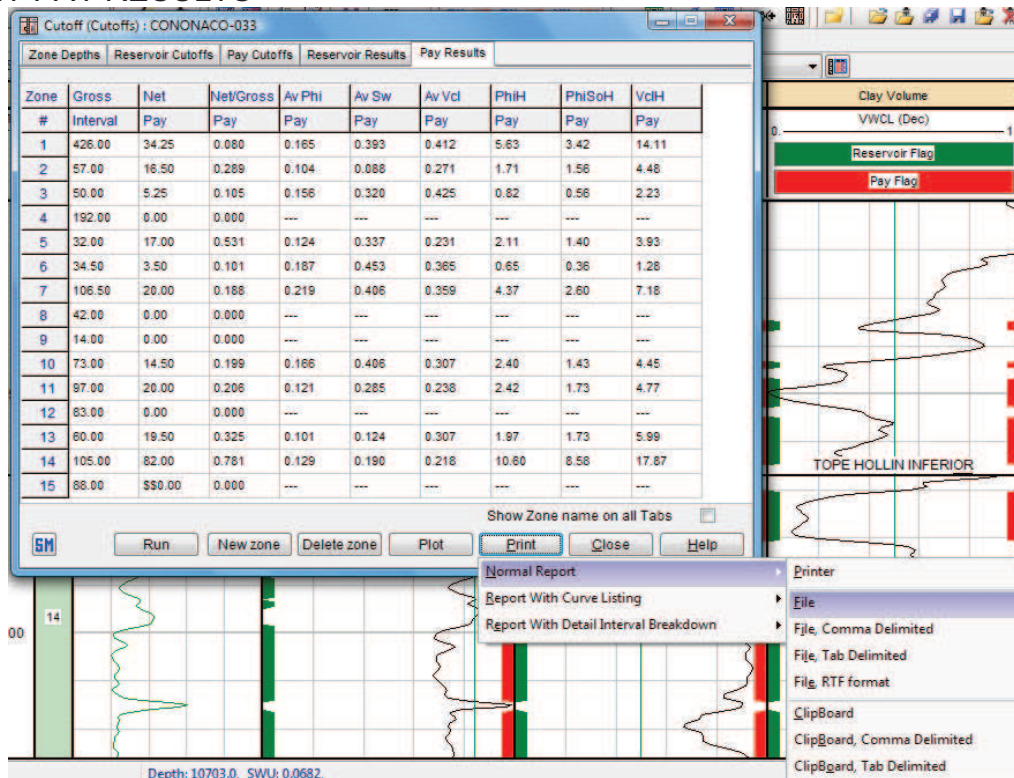 Cutoff (Cutoffs) : CONONACO-033
Zone Depths Reservoir Cutoffs Pay Cutoffs Reservoir Results Pay Results
Zone Gross Net Net/Gross Av Phi Av Sw Av Vcl PhiH PhiSoH VclH
# Interval Pay Pay Pay Pay Pay Pay Pay Pay
1 426.00 34.25 0.080 0.165 0.393 0.412 5.63 3.42 14.11
2 57.00 16.50 0.289 0.104 0.088 0.271 1.71 1.56 4.48
3 50.00 5.25 0.105 0.156 0.320 0.425 0.82 0.56 2.23
4 192.00 0.00 0.000 --- --- --- --- --- ---
5 32.00 17.00 0.531 0.124 0.337 0.231 2.11 1.40 3.93
6 34.50 3.50 0.101 0.187 0.453 0.365 0.65 0.36 1.28
7 106.50 20.00 0.188 0.219 0.406 0.359 4.37 2.60 7.18
8 42.00 0.00 0.000 --- --- --- --- --- ---
9 14.00 0.00 0.000 --- --- --- --- --- ---
10 73.00 14.50 0.199 0.166 0.406 0.307 2.40 1.43 4.45
11 97.00 20.00 0.206 0.121 0.285 0.238 2.42 1.73 4.77
12 83.00 0.00 0.000 --- --- --- --- --- ---
13 60.00 19.50 0.325 0.101 0.124 0.307 1.97 1.73 5.99
14 105.00 82.00 0.781 0.129 0.190 0.218 10.60 8.58 17.87
15 88.00 $$0.00 0.000 --- --- --- --- --- ---
Show Zone name on all Tabs
SM Run New zone Delete zone Plot Print Close Help
Clay Volume
VWCL (Dec)
0. 1
Reservoir Flag
Pay Flag
TOPE HOLLIN INFERIOR
Normal Report
Report With Curve Listing
Report With Detail Interval Breakdown
Printer
File
File, Comma Delimited
File, Tab Delimited
File, RTF format
ClipBoard
ClipBoard, Comma Delimited
ClipBoard, Tab Delimited
00 14
Depth: 10703.0, SWU: 0.0682,